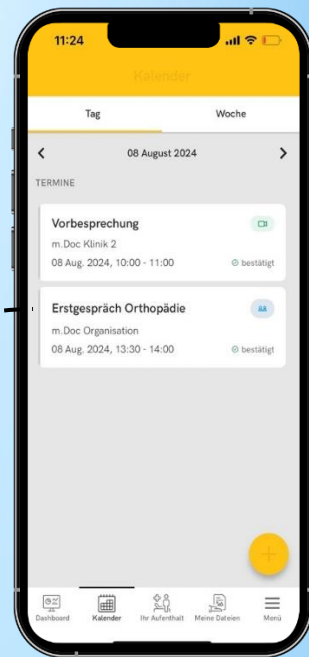 11:24
Kalender
Tag Woche
08 August 2024
TERMINE
Vorbesprechung
m.Doc Klinik 2
08 Aug. 2024, 10:00 - 11:00 bestätigt
Erstgespräch Orthopädie
m.Doc Organisation
08 Aug. 2024, 13:30 - 14:00 bestätigt
Dashboard Kalender Ihr Aufenthalt Meine Dateien Menü